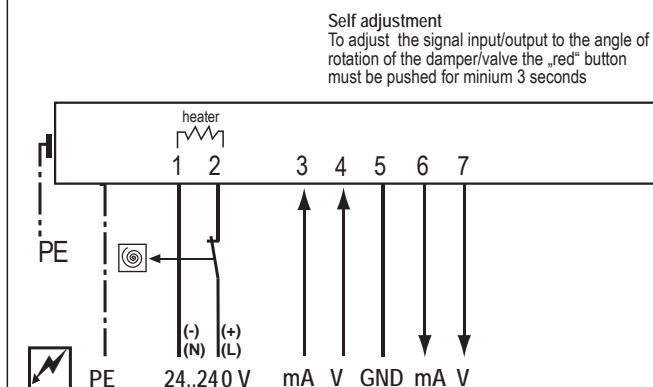 Self adjustment
To adjust the signal input/output to the angle of
rotation of the damper/valve the „red“ button
must be pushed for minium 3 seconds
heater
1 2 3 4 5 6 7
PE
(-) (+)
(N) (L)
PE 24..240 V mA V GND mA V